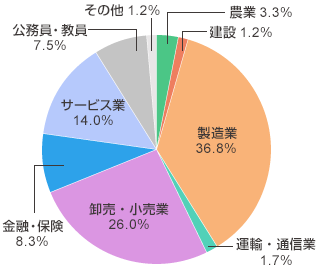 その他 1.2%
農業 3.3%
公務員・教員
7.5%
建設 1.2%
サービス業
14.0%
製造業
36.8%
卸売・小売業
26.0%
金融・保険
8.3%
運輸・通信業
1.7%